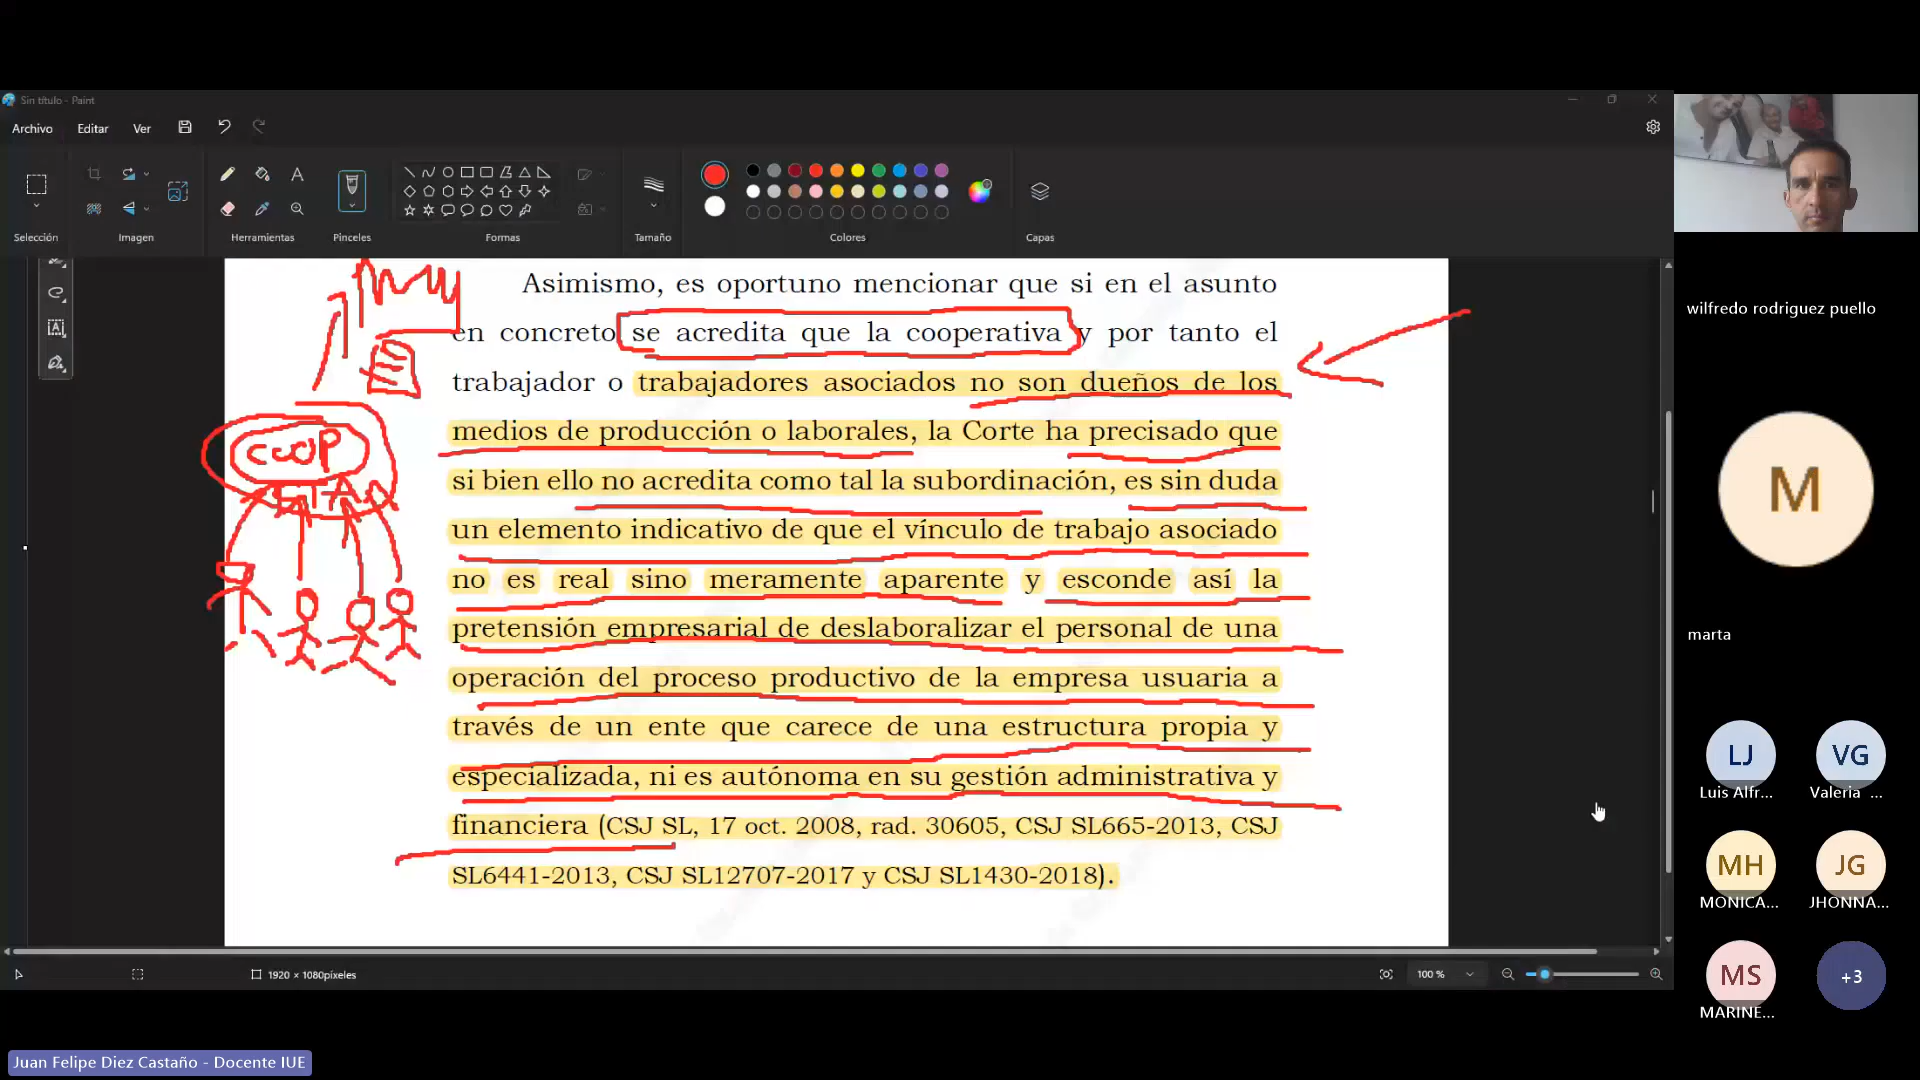 Sin título - Paint
Archivo Editar Ver
Selección Imagen Herramientas Pinceles Formas Tamaño Colores Capas
Asimismo, es oportuno mencionar que si en el asunto
en concreto se acredita que la cooperativa y por tanto el
trabajador o trabajadores asociados no son dueños de los
medios de producción o laborales, la Corte ha precisado que
si bien ello no acredita como tal la subordinación, es sin duda
un elemento indicativo de que el vínculo de trabajo asociado
no es real sino meramente aparente y esconde así la
pretensión empresarial de deslaboralizar el personal de una
operación del proceso productivo de la empresa usuaria a
través de un ente que carece de una estructura propia y
especializada, ni es autónoma en su gestión administrativa y
financiera (CSJ SL, 17 oct. 2008, rad. 30605, CSJ SL665-2013, CSJ
SL6441-2013, CSJ SL12707-2017 y CSJ SL1430-2018).
COOP
1920 × 1080píxeles
100 %
wilfredo rodriguez puello
M
marta
LJ VG
Luis Alfr... Valeria ...
MH JG
MONICA... JHONNA...
MS +3
MARINE...
Juan Felipe Diez Castaño - Docente IUE